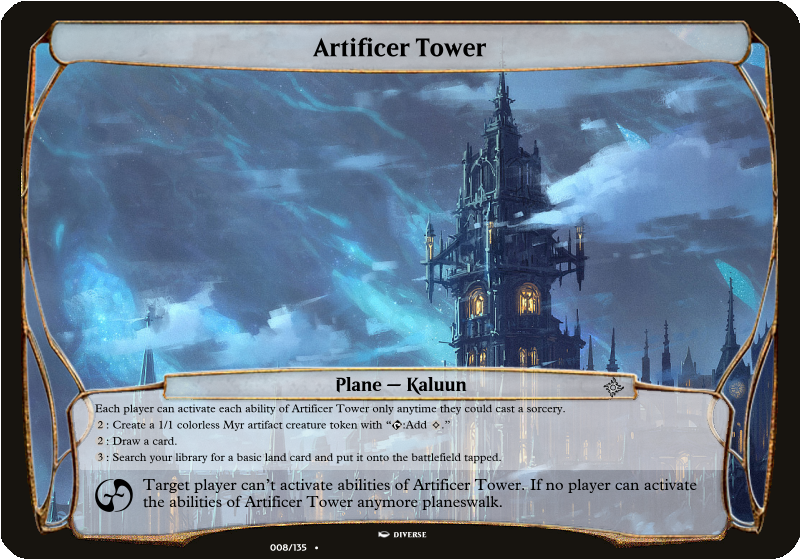 Artificer Tower
Plane — Kaluun
Each player can activate each ability of Artificer Tower only anytime they could cast a sorcery.
2 : Create a 1/1 colorless Myr artifact creature token with “:Add .”
2 : Draw a card.
3 : Search your library for a basic land card and put it onto the battlefield tapped.
Target player can’t activate abilities of Artificer Tower. If no player can activate
the abilities of Artificer Tower anymore planeswalk.
DIVERSE
008/135 •